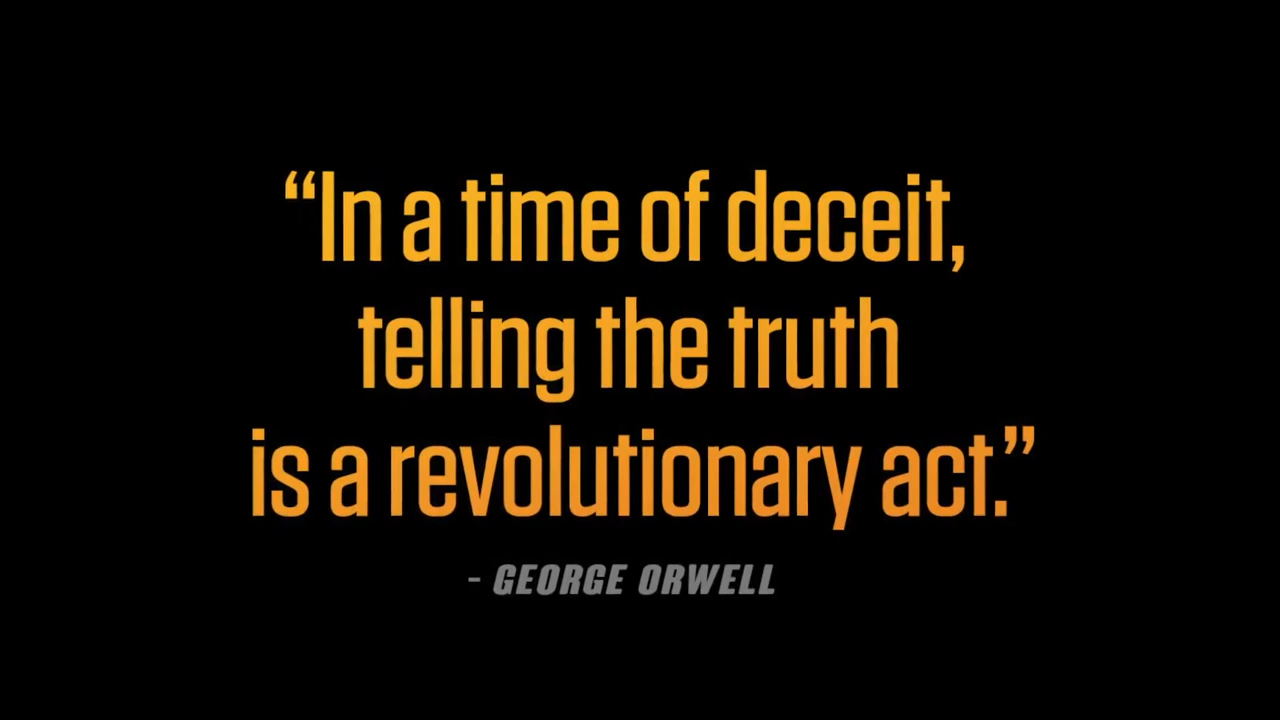 “In a time of deceit,
telling the truth
is a revolutionary act.”
- GEORGE ORWELL